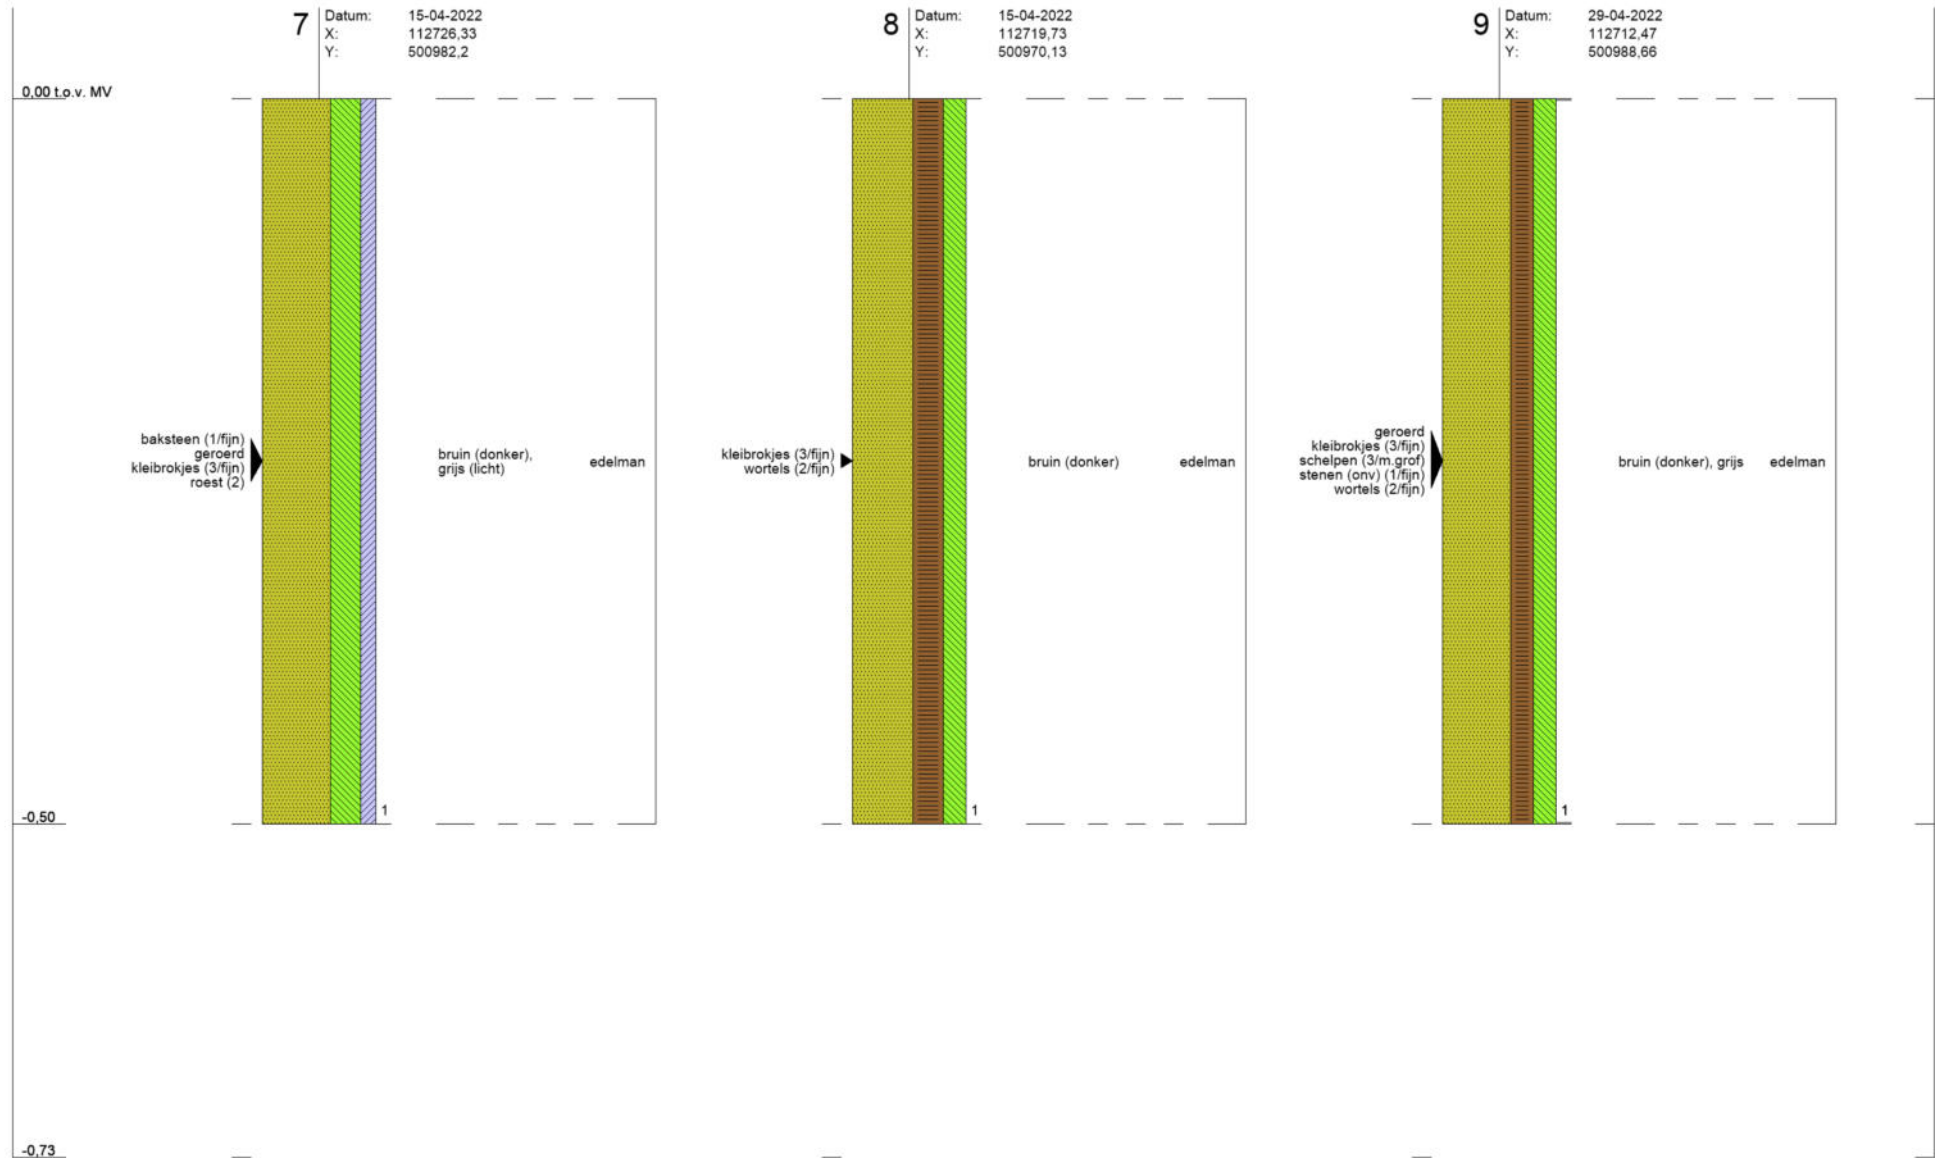 7
Datum: 15-04-2022
X: 112726,33
Y: 500982,2
8
Datum: 15-04-2022
X: 112719,73
Y: 500970,13
9
Datum: 29-04-2022
X: 112712,47
Y: 500988,66
0,00 t.o.v. MV
baksteen (1/fijn)
geroerd
kleibrokjes (3/fijn)
roest (2)
bruin (donker),
grijs (licht)
edelman
1
kleibrokjes (3/fijn)
wortels (2/fijn)
bruin (donker)
edelman
1
geroerd
kleibrokjes (3/fijn)
schelpen (3/m.grof)
stenen (onv) (1/fijn)
wortels (2/fijn)
bruin (donker), grijs
edelman
1
-0,50
-0,73